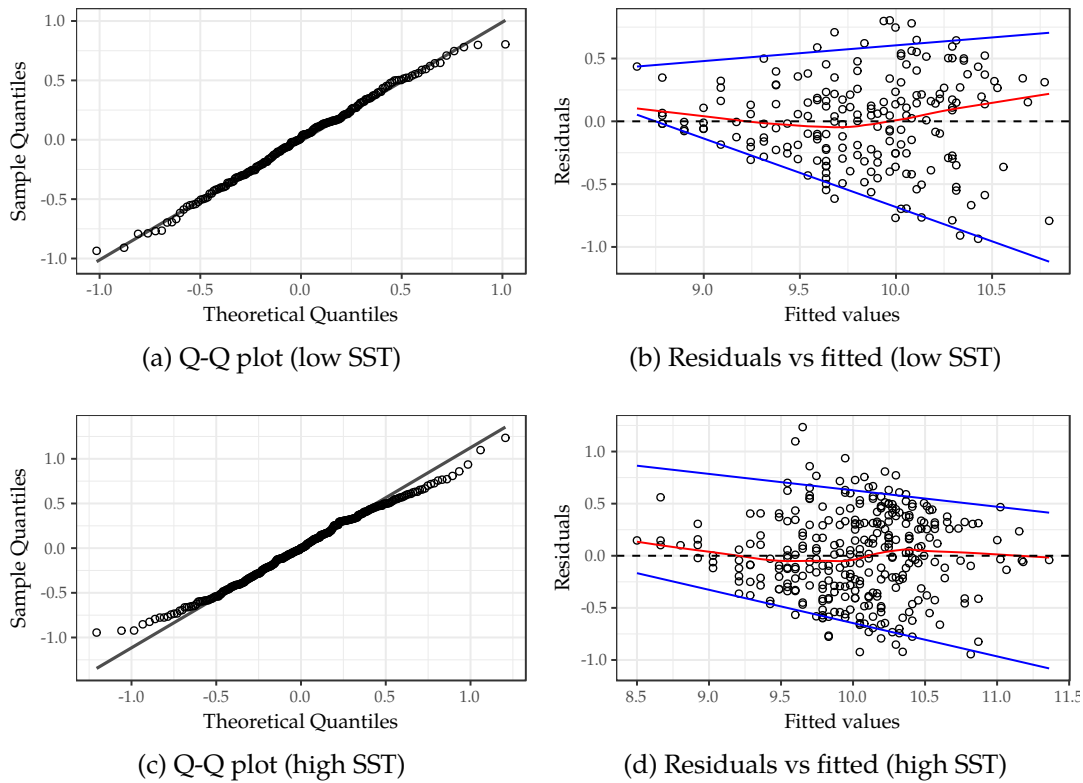 1.0
0.5
0.0
-0.5
-1.0
Sample Quantiles
-1.0 -0.5 0.0 0.5 1.0
Theoretical Quantiles
(a) Q-Q plot (low SST)
0.5
0.0
-0.5
-1.0
Residuals
9.0 9.5 10.0 10.5
Fitted values
(b) Residuals vs fitted (low SST)
1.0
0.5
0.0
-0.5
-1.0
Sample Quantiles
-1.0 -0.5 0.0 0.5 1.0
Theoretical Quantiles
(c) Q-Q plot (high SST)
1.0
0.5
0.0
-0.5
-1.0
Residuals
8.5 9.0 9.5 10.0 10.5 11.0 11.5
Fitted values
(d) Residuals vs fitted (high SST)